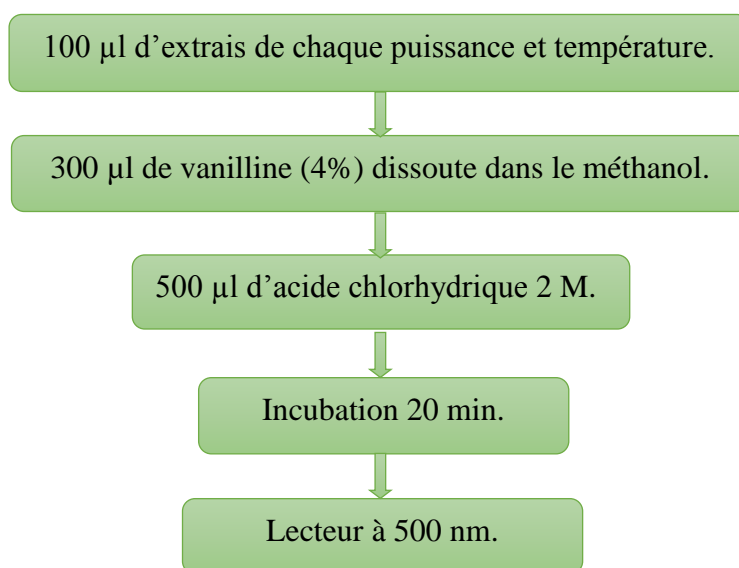 100 µl d’extrais de chaque puissance et température.
300 µl de vanilline (4%) dissoute dans le méthanol.
500 µl d’acide chlorhydrique 2 M.
Incubation 20 min.
Lecteur à 500 nm.